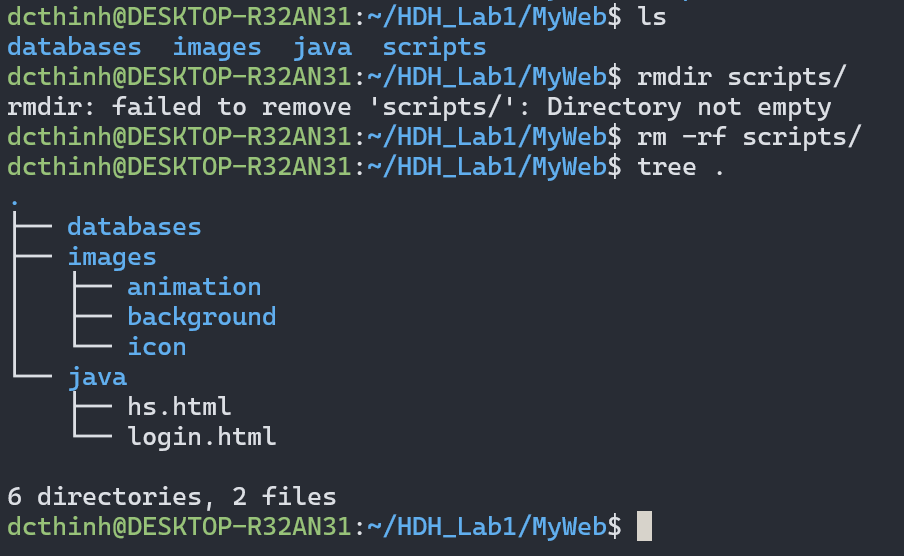 dcthinh@DESKTOP-R32AN31:~/HDH_Lab1/MyWeb$ ls
databases  images  java  scripts
dcthinh@DESKTOP-R32AN31:~/HDH_Lab1/MyWeb$ rmdir scripts/
rmdir: failed to remove 'scripts/': Directory not empty
dcthinh@DESKTOP-R32AN31:~/HDH_Lab1/MyWeb$ rm -rf scripts/
dcthinh@DESKTOP-R32AN31:~/HDH_Lab1/MyWeb$ tree .
.
├── databases
├── images
│   ├── animation
│   ├── background
│   └── icon
└── java
    ├── hs.html
    └── login.html

6 directories, 2 files
dcthinh@DESKTOP-R32AN31:~/HDH_Lab1/MyWeb$